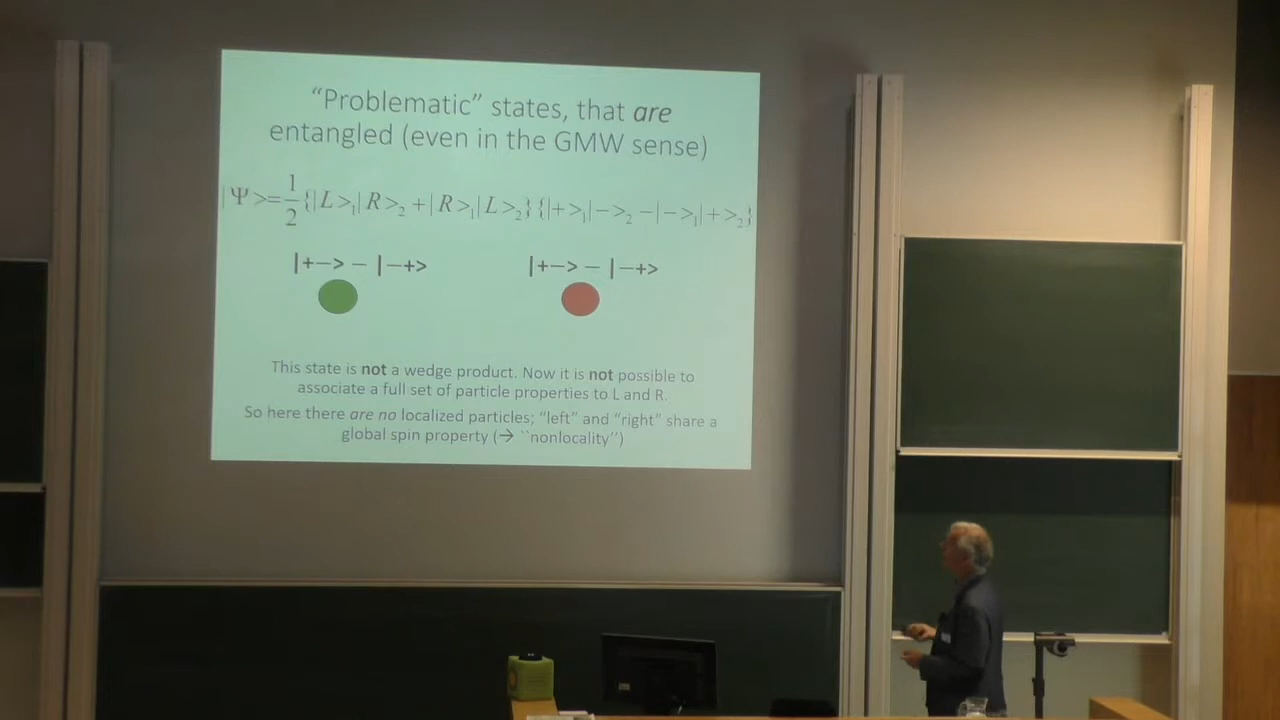 “Problematic” states, that are
entangled (even in the GMW sense)
|Ψ>=1/2{|L>₁|R>₂+|R>₁|L>₂}{|+>₁|−>₂−|−>₁|+>₂}
|+−> − |−+> |+−> − |−+>
This state is not a wedge product. Now it is not possible to
associate a full set of particle properties to L and R.
So here there are no localized particles; “left” and “right” share a
global spin property (→ ``nonlocality”)